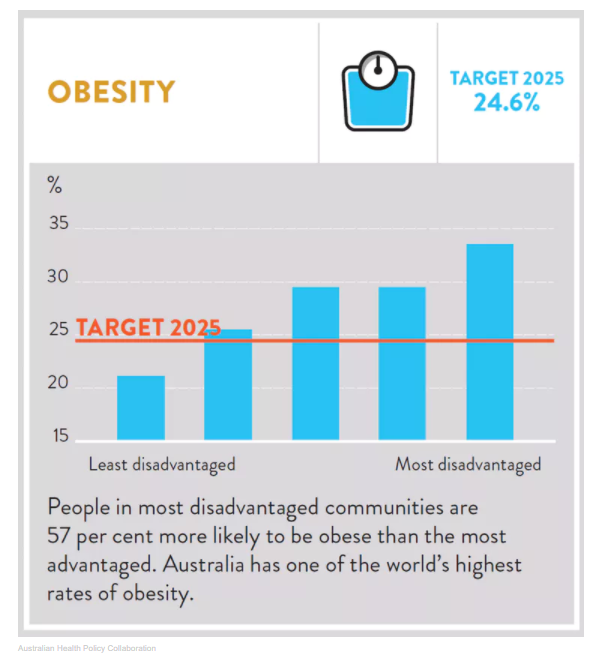 OBESITY
TARGET 2025
24.6%
%
35
30
25
TARGET 2025
20
15
Least disadvantaged
Most disadvantaged
People in most disadvantaged communities are
57 per cent more likely to be obese than the most
advantaged. Australia has one of the world’s highest
rates of obesity.
Australian Health Policy Collaboration